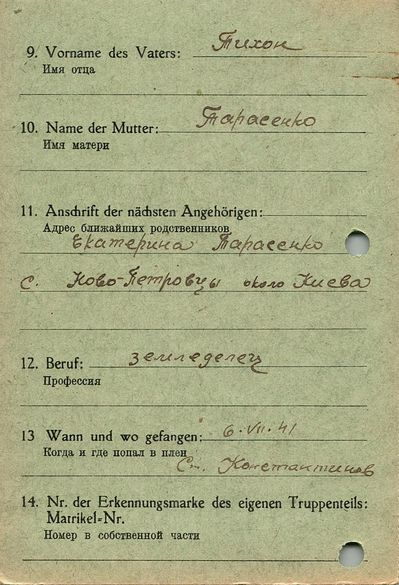 9. Vorname des Vaters: Тихон
Имя отца
10. Name der Mutter: Тарасенко
Имя матери
11. Anschrift der nächsten Angehörigen:
Адрес ближайших родственников
Екатерина Тарасенко
с. Ново-Петровцы около Киева
12. Beruf: земледелец
Профессия
13 Wann und wo gefangen: 6.VII.41
Когда и где попал в плен
Ст. Константинов
14. Nr. der Erkennungsmarke des eigenen Truppenteils:
Matrikel-Nr.
Номер в собственной части